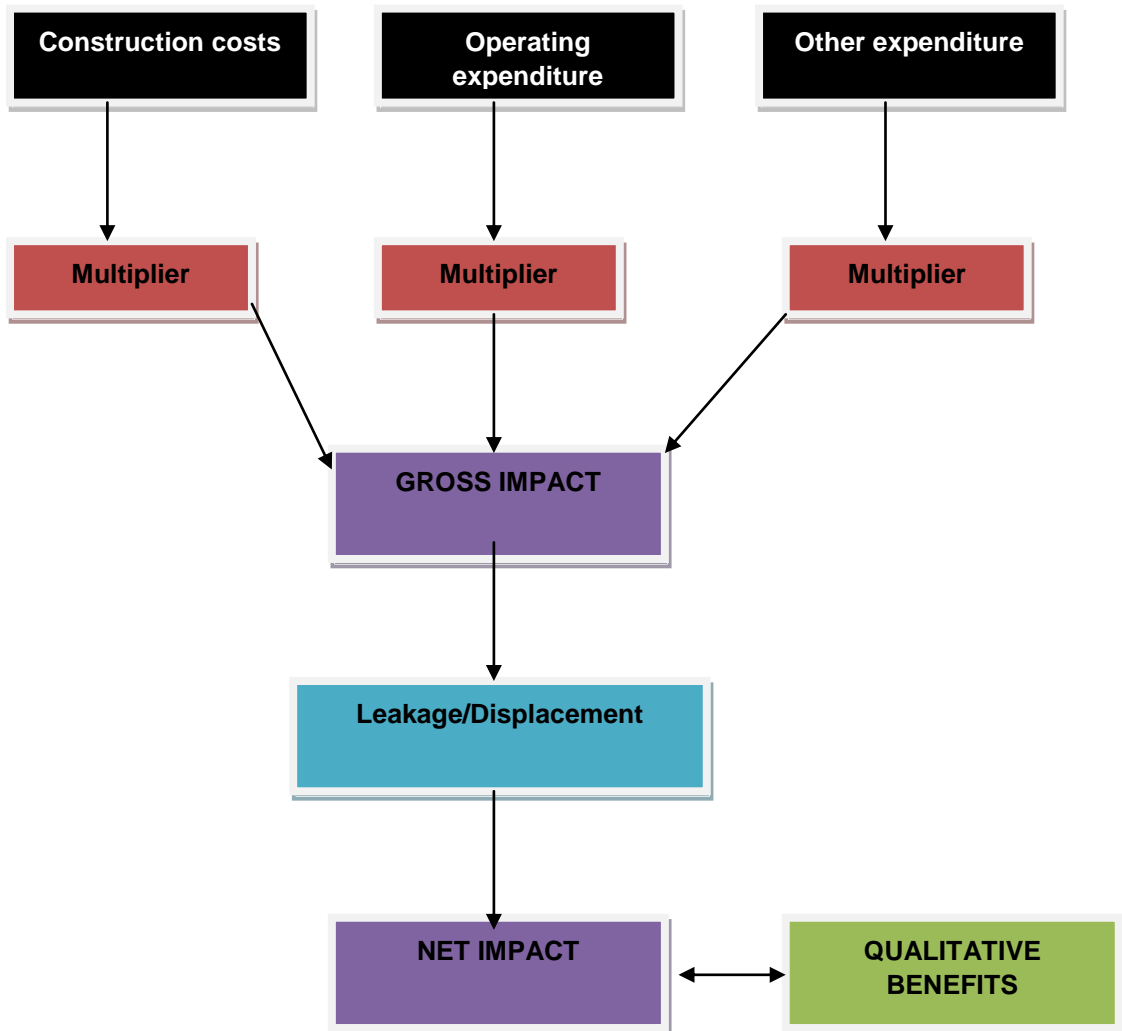 Construction costs
Operating
expenditure
Other expenditure
Multiplier
Multiplier
Multiplier
GROSS IMPACT
Leakage/Displacement
NET IMPACT
QUALITATIVE
BENEFITS